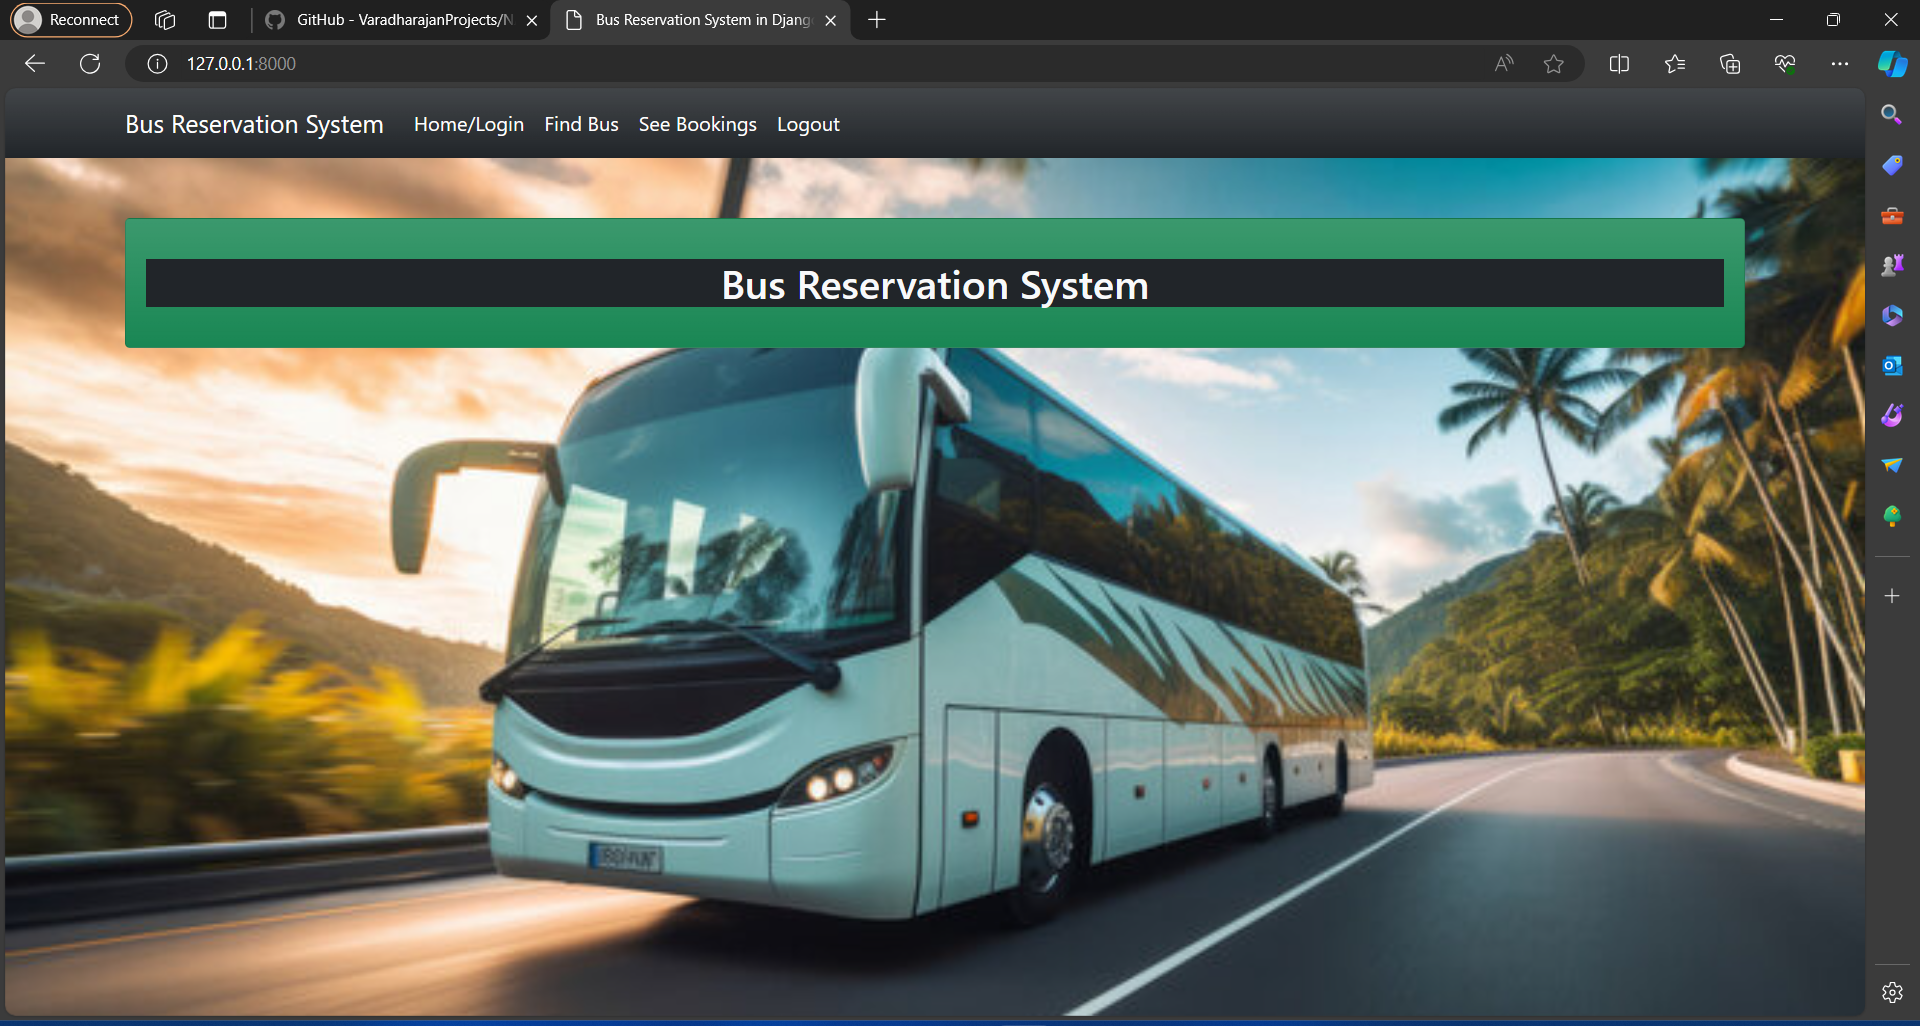 Reconnect
GitHub - VaradharajanProjects/N
Bus Reservation System in Djang
127.0.0.1:8000
Bus Reservation System
Home/Login
Find Bus
See Bookings
Logout
Bus Reservation System